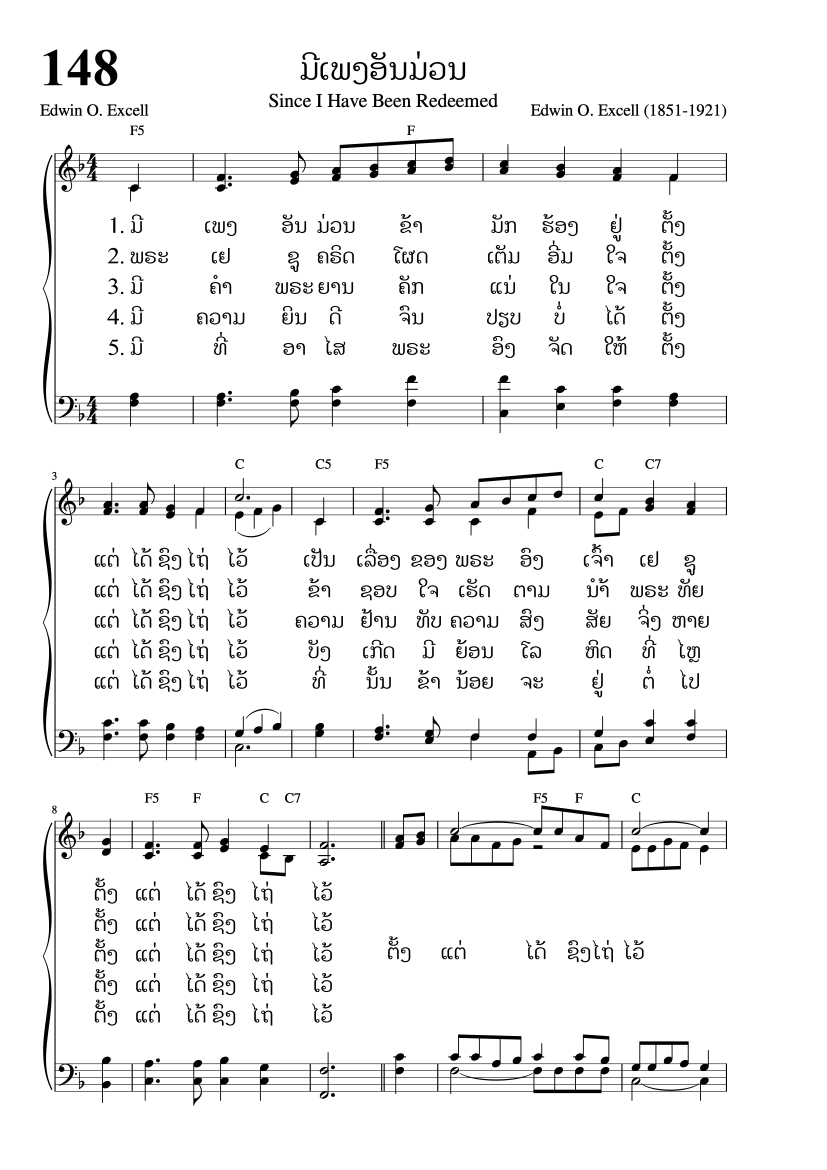 148
ມີເພງອັນມ່ວນ
Since I Have Been Redeemed
Edwin O. Excell
Edwin O. Excell (1851-1921)
F5 F
1. ມີ ເພງ ອັນ ມ່ວນ ຂ້າ ມັກ ຮ້ອງ ຢູ່ ຕັ້ງ
2. ພຣະ ເຢ ຊູ ຄຣິດ ໂຜດ ເຕັມ ອີ່ມ ໃຈ ຕັ້ງ
3. ມີ ຄຳ ພຣະ ຍານ ຄັກ ແນ່ ໃນ ໃຈ ຕັ້ງ
4. ມີ ຄວາມ ຍິນ ດີ ຈົນ ປຽບ ບໍ່ ໄດ້ ຕັ້ງ
5. ມີ ທີ່ ອາ ໄສ ພຣະ ອົງ ຈັດ ໃຫ້ ຕັ້ງ
3
C C5 F5 C C7
ແຕ່ ໄດ້ ຊົງ ໄຖ່ ໄວ້ ເປັນ ເລື່ອງ ຂອງ ພຣະ ອົງ ເຈົ້າ ເຢ ຊູ
ແຕ່ ໄດ້ ຊົງ ໄຖ່ ໄວ້ ຂ້າ ຊອບ ໃຈ ເຮັດ ຕາມ ນ້ຳ ພຣະ ທັຍ
ແຕ່ ໄດ້ ຊົງ ໄຖ່ ໄວ້ ຄວາມ ຢ້ານ ທັບ ຄວາມ ສົງ ສັຍ ຈິ່ງ ຫາຍ
ແຕ່ ໄດ້ ຊົງ ໄຖ່ ໄວ້ ບັງ ເກີດ ມີ ຍ້ອນ ໂລ ຫິດ ທີ່ ໄຫຼ
ແຕ່ ໄດ້ ຊົງ ໄຖ່ ໄວ້ ທີ່ ນັ້ນ ຂ້າ ນ້ອຍ ຈະ ຢູ່ ຕໍ່ ໄປ
8
F5 F C C7 F5 F C
ຕັ້ງ ແຕ່ ໄດ້ ຊົງ ໄຖ່ ໄວ້
ຕັ້ງ ແຕ່ ໄດ້ ຊົງ ໄຖ່ ໄວ້
ຕັ້ງ ແຕ່ ໄດ້ ຊົງ ໄຖ່ ໄວ້ ຕັ້ງ ແຕ່ ໄດ້ ຊົງ ໄຖ່ ໄວ້
ຕັ້ງ ແຕ່ ໄດ້ ຊົງ ໄຖ່ ໄວ້
ຕັ້ງ ແຕ່ ໄດ້ ຊົງ ໄຖ່ ໄວ້